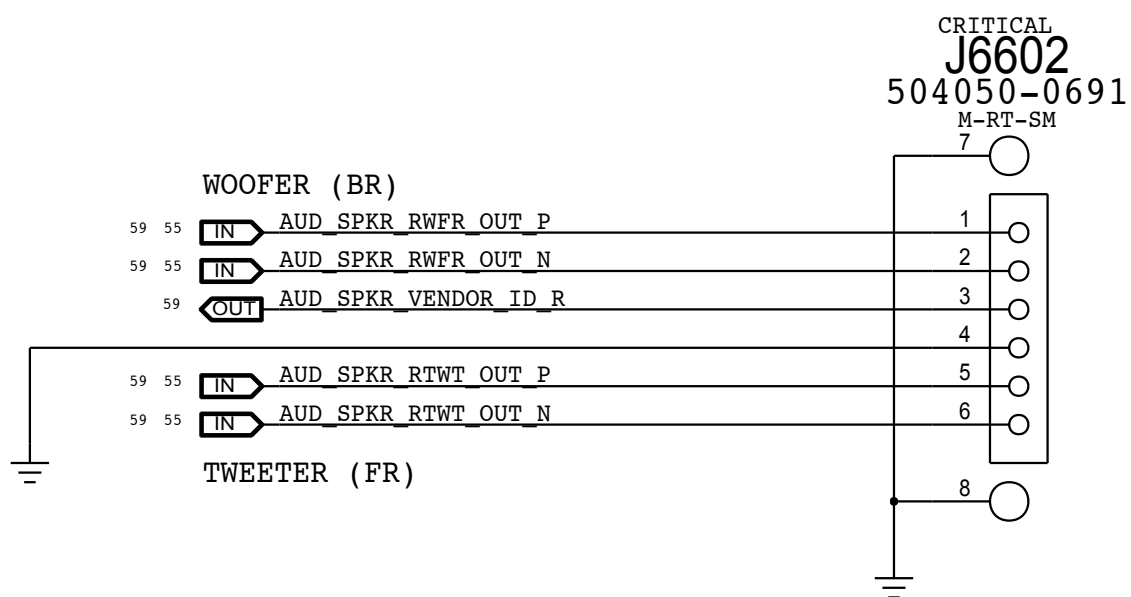 CRITICAL
J6602
504050-0691
M-RT-SM
7
WOOFER (BR)
59 55 IN AUD_SPKR_RWFR_OUT_P 1
59 55 IN AUD_SPKR_RWFR_OUT_N 2
59 OUT AUD_SPKR_VENDOR_ID_R 3
4
59 55 IN AUD_SPKR_RTWT_OUT_P 5
59 55 IN AUD_SPKR_RTWT_OUT_N 6
TWEETER (FR)
8